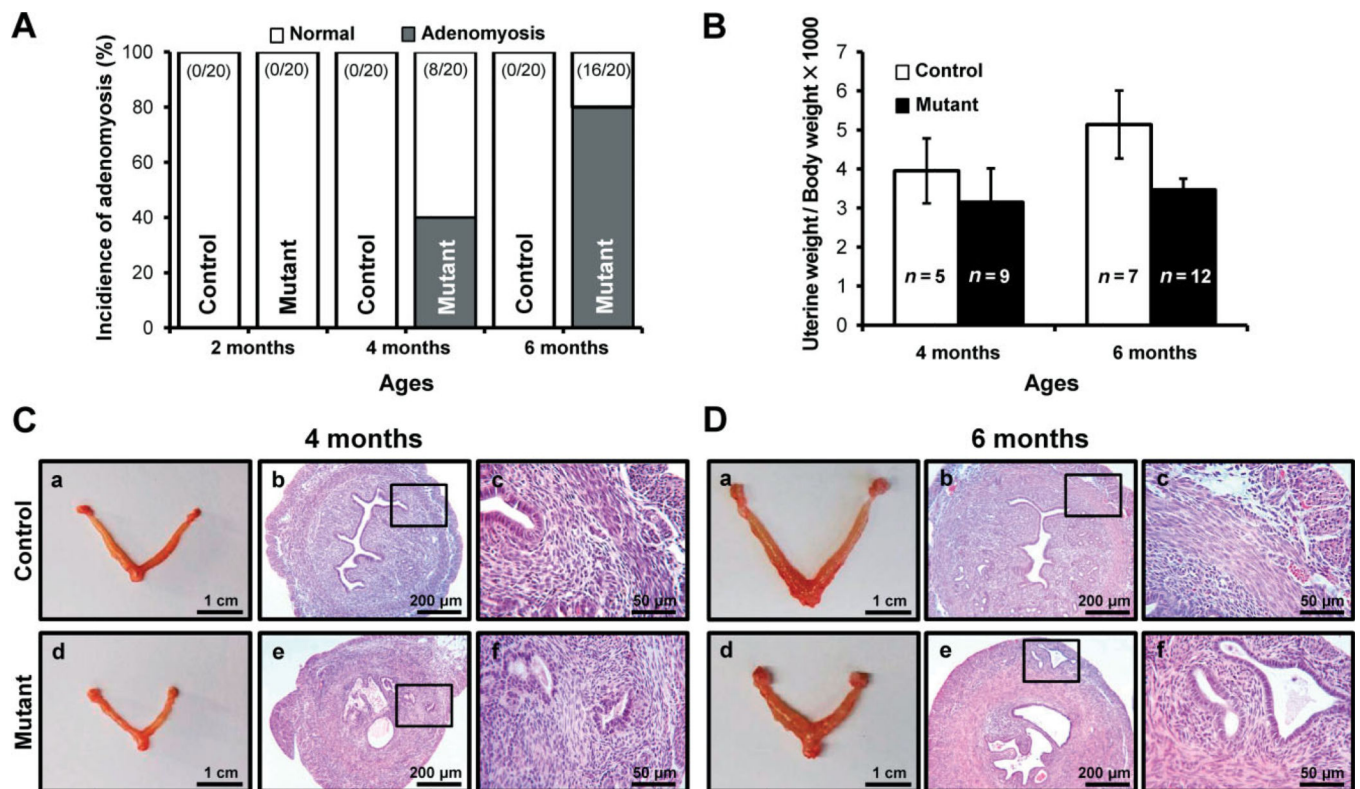 A
Normal Adenomyosis
Incidience of adenomyosis (%)
100
80
60
40
20
0
(0/20) (0/20) (0/20) (8/20) (0/20) (16/20)
Control Mutant Control Mutant Control Mutant
2 months 4 months 6 months
Ages
B
Uterine weight / Body weight × 1000
7
6
5
4
3
2
1
0
Control
Mutant
n = 5 n = 9 n = 7 n = 12
4 months 6 months
Ages
C 4 months
Control
a 1 cm
b 200 µm
c 50 µm
Mutant
d 1 cm
e 200 µm
f 50 µm
D 6 months
a 1 cm
b 200 µm
c 50 µm
d 1 cm
e 200 µm
f 50 µm